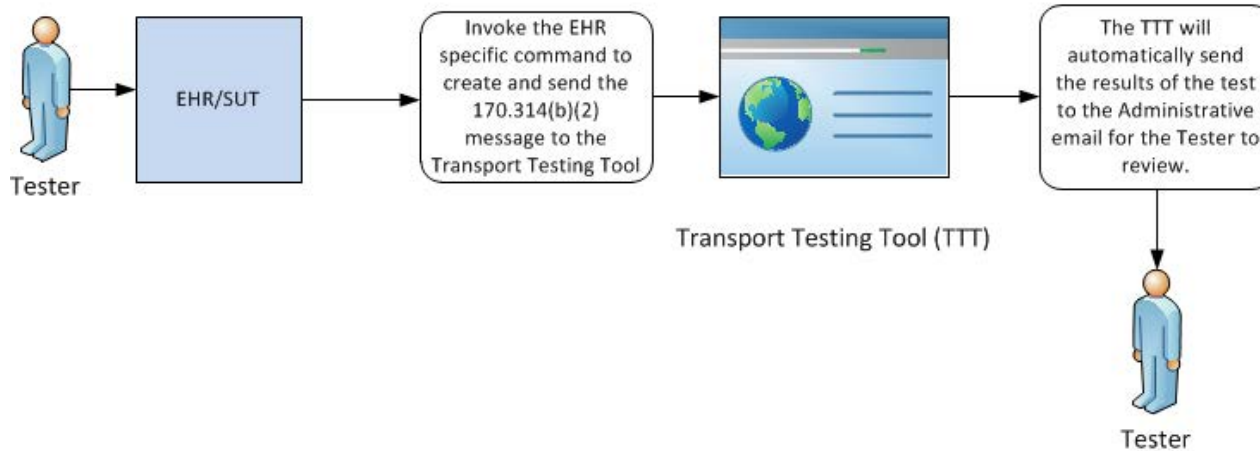 Tester
EHR/SUT
Invoke the EHR
specific command to
create and send the
170.314(b)(2)
message to the
Transport Testing Tool
Transport Testing Tool (TTT)
The TTT will
automatically send
the results of the test
to the Administrative
email for the Tester to
review.
Tester